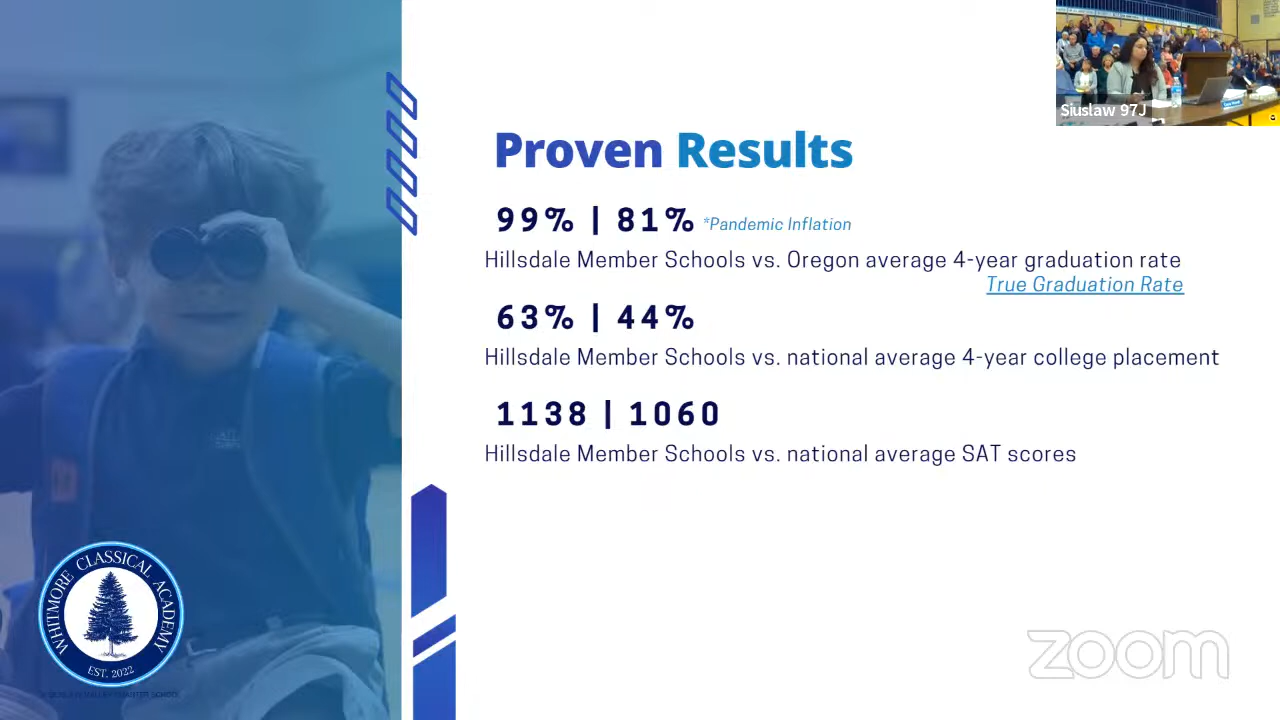 Siuslaw 97J
Proven Results
99% | 81% *Pandemic Inflation
Hillsdale Member Schools vs. Oregon average 4-year graduation rate
True Graduation Rate
63% | 44%
Hillsdale Member Schools vs. national average 4-year college placement
1138 | 1060
Hillsdale Member Schools vs. national average SAT scores
WHITMORE CLASSICAL ACADEMY
EST. 2022
zoom